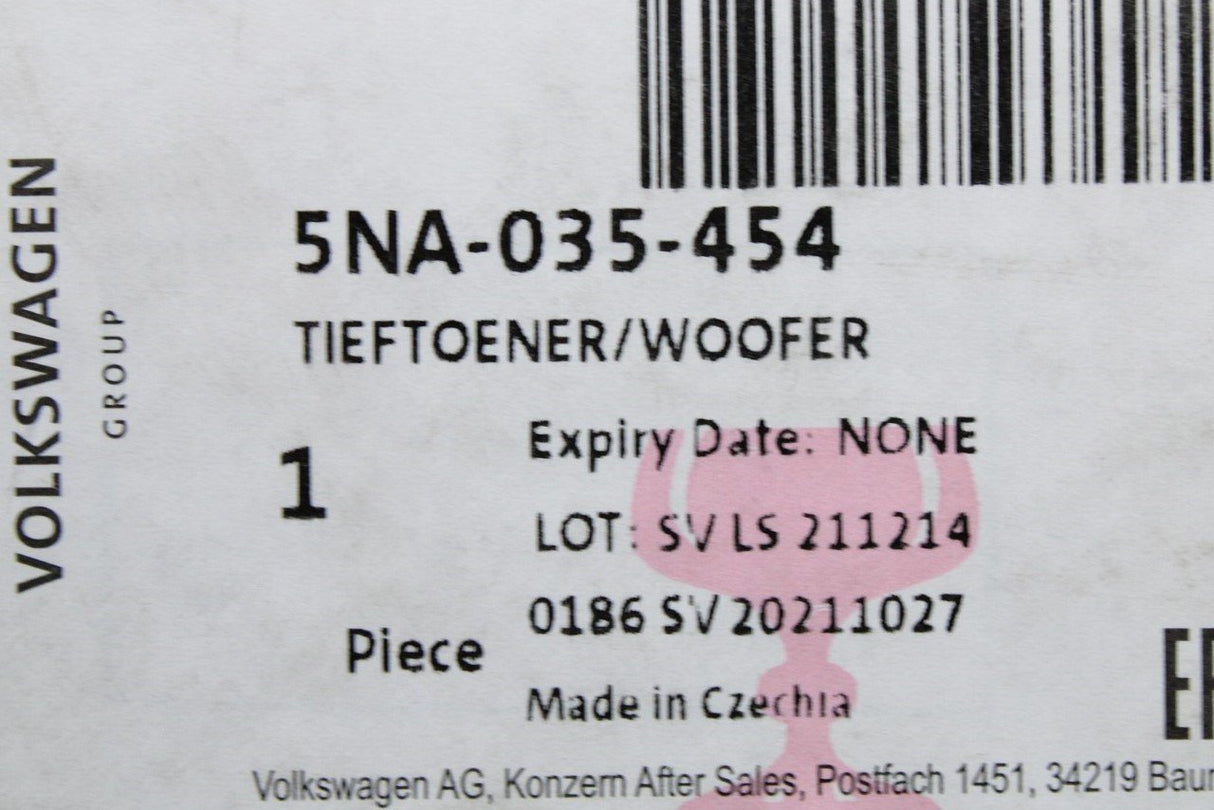 VOLKSWAGEN
GROUP
5NA-035-454
TIEFTOENER/WOOFER
1
Piece
Expiry Date: NONE
LOT: SV LS 211214
0186 SV 20211027
Made in Czechia
Volkswagen AG, Konzern After Sales, Postfach 1451, 34219